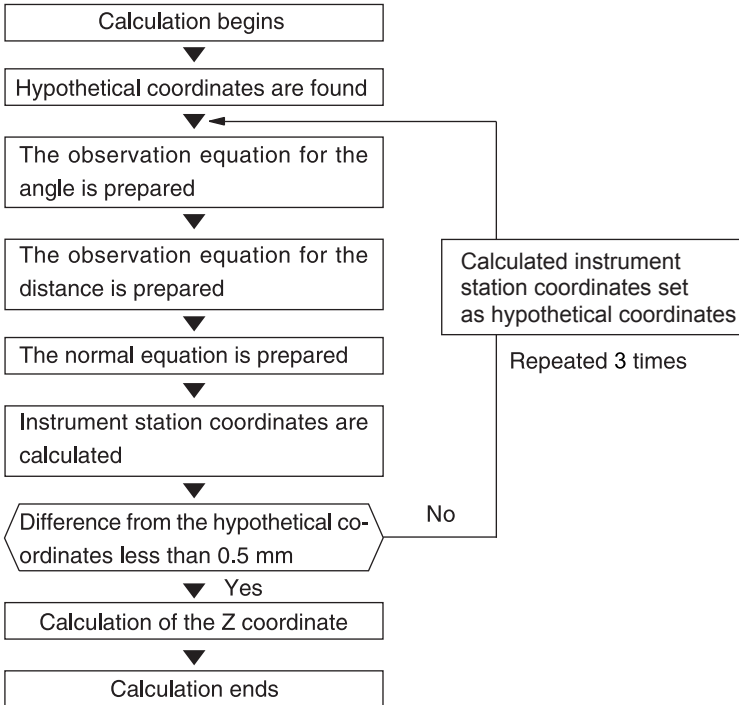 Calculation begins
Hypothetical coordinates are found
The observation equation for the
angle is prepared
The observation equation for the
distance is prepared
The normal equation is prepared
Instrument station coordinates are
calculated
Difference from the hypothetical co-
ordinates less than 0.5 mm
No
Calculated instrument
station coordinates set
as hypothetical coordinates
Repeated 3 times
Yes
Calculation of the Z coordinate
Calculation ends